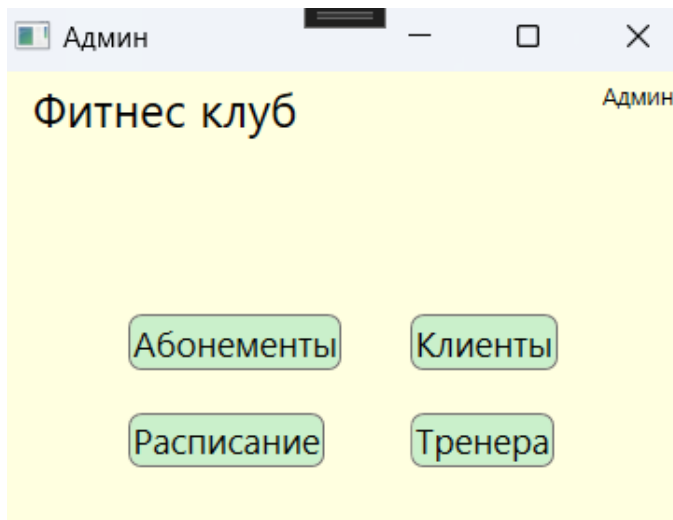 Админ
Фитнес клуб
Админ
Абонементы
Клиенты
Расписание
Тренера